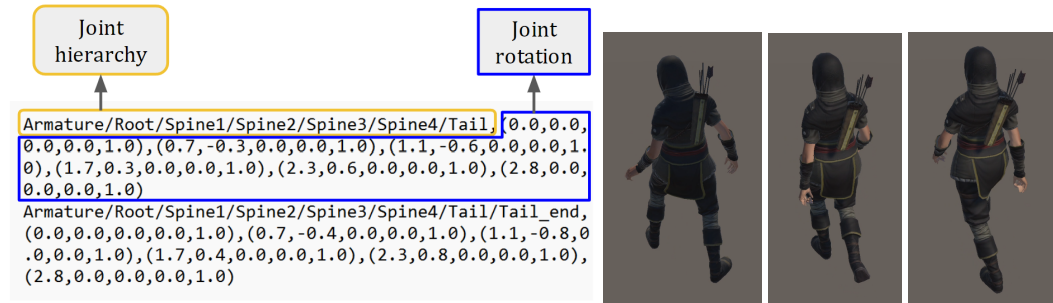 Joint
hierarchy
Joint
rotation
Armature/Root/Spine1/Spine2/Spine3/Spine4/Tail,(0.0,0.0,
0.0,0.0,1.0),(0.7,-0.3,0.0,0.0,1.0),(1.1,-0.6,0.0,0.0,1.
0),(1.7,0.3,0.0,0.0,1.0),(2.3,0.6,0.0,0.0,1.0),(2.8,0.0,
0.0,0.0,1.0)
Armature/Root/Spine1/Spine2/Spine3/Spine4/Tail/Tail_end,
(0.0,0.0,0.0,0.0,1.0),(0.7,-0.4,0.0,0.0,1.0),(1.1,-0.8,0
.0,0.0,1.0),(1.7,0.4,0.0,0.0,1.0),(2.3,0.8,0.0,0.0,1.0),
(2.8,0.0,0.0,0.0,1.0)